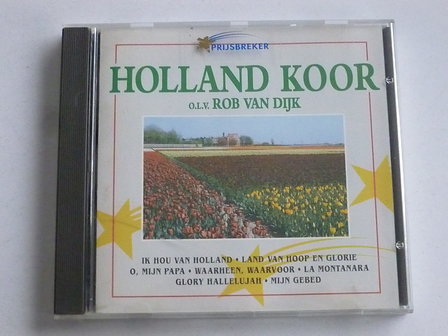 PRIJSBREKER
HOLLAND KOOR
O.L.V. ROB VAN DIJK
IK HOU VAN HOLLAND • LAND VAN HOOP EN GLORIE
O, MIJN PAPA • WAARHEEN, WAARVOOR • LA MONTANARA
GLORY HALLELUJAH • MIJN GEBED